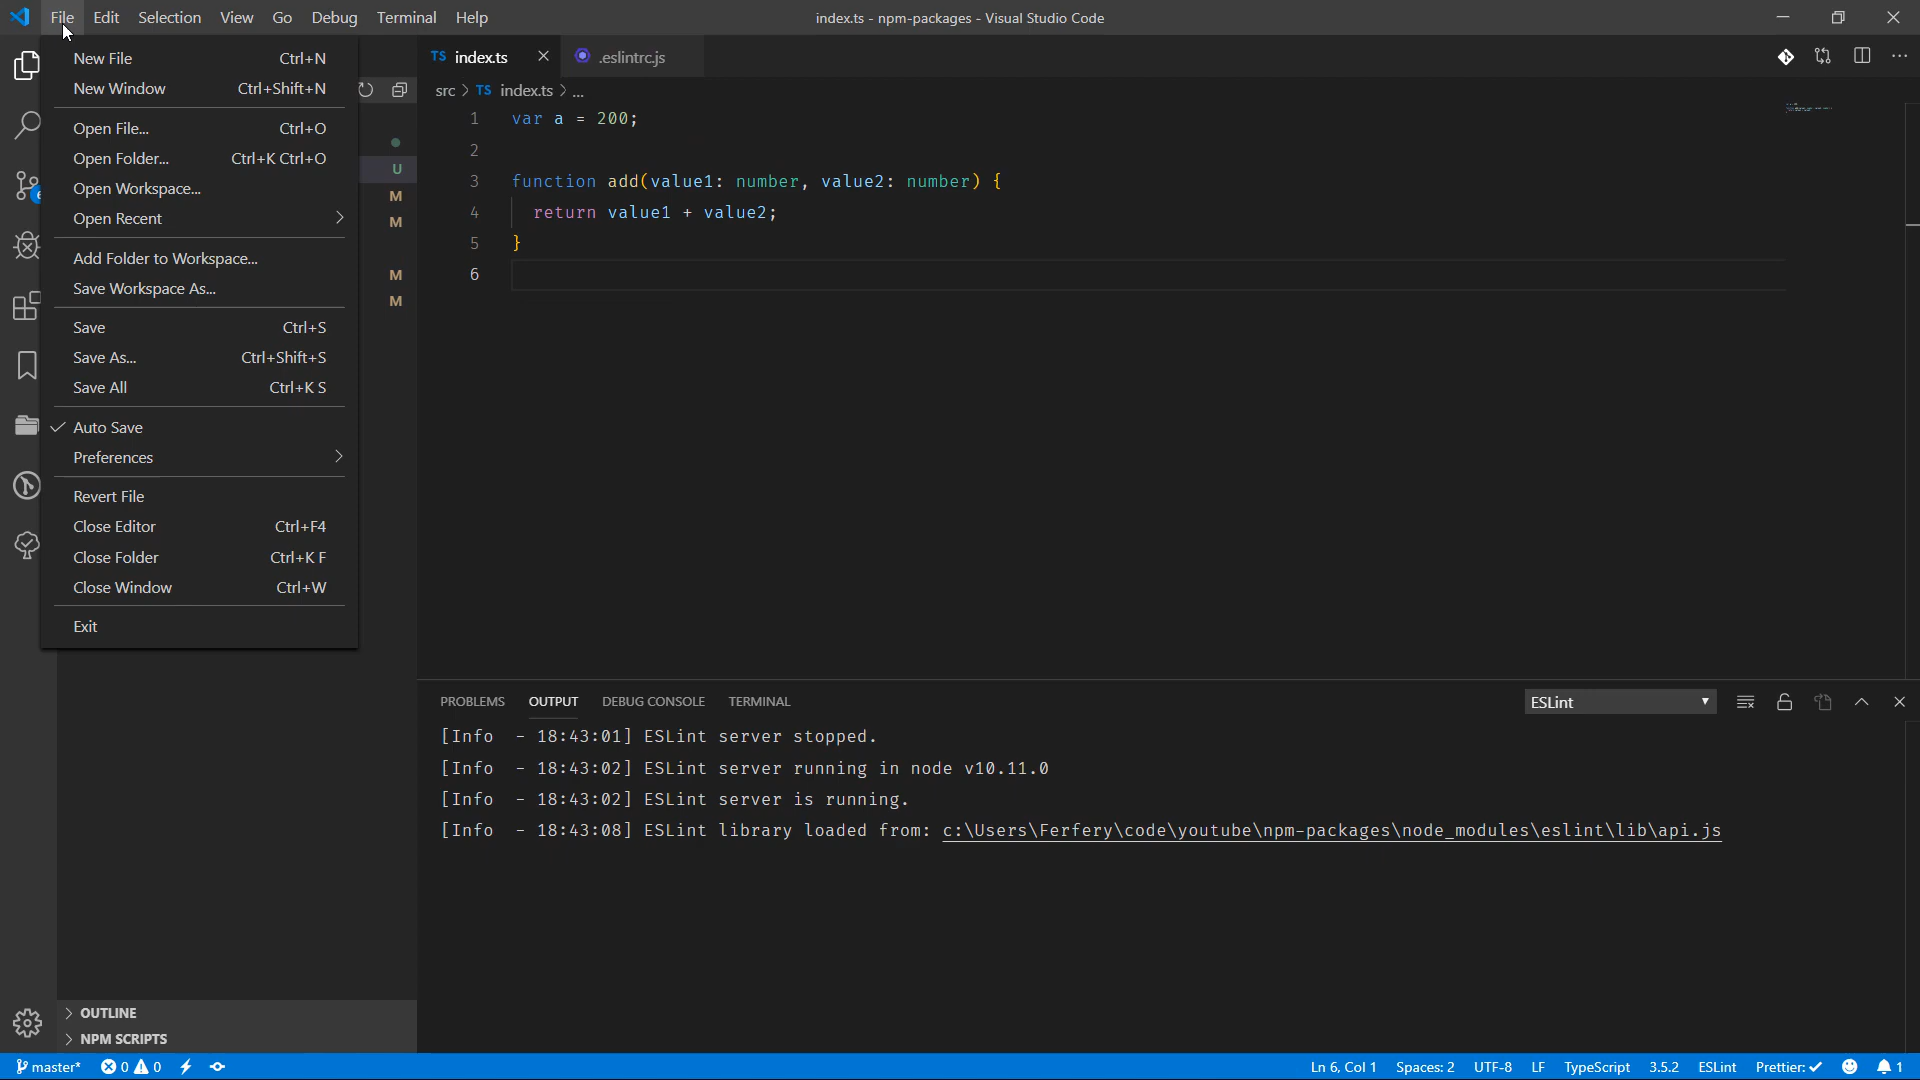 File Edit Selection View Go Debug Terminal Help
index.ts - npm-packages - Visual Studio Code
New File Ctrl+N
New Window Ctrl+Shift+N
Open File... Ctrl+O
Open Folder... Ctrl+K Ctrl+O
Open Workspace...
Open Recent
Add Folder to Workspace...
Save Workspace As...
Save Ctrl+S
Save As... Ctrl+Shift+S
Save All Ctrl+K S
Auto Save
Preferences
Revert File
Close Editor Ctrl+F4
Close Folder Ctrl+K F
Close Window Ctrl+W
Exit
U
M
M
M
M
OUTLINE
NPM SCRIPTS
TS index.ts .eslintrc.js
src > TS index.ts > ...
1 var a = 200;
2
3 function add(value1: number, value2: number) {
4 return value1 + value2;
5 }
6
PROBLEMS OUTPUT DEBUG CONSOLE TERMINAL ESLint
[Info - 18:43:01] ESLint server stopped.
[Info - 18:43:02] ESLint server running in node v10.11.0
[Info - 18:43:02] ESLint server is running.
[Info - 18:43:08] ESLint library loaded from: c:\Users\Ferfery\code\youtube\npm-packages\node_modules\eslint\lib\api.js
master* 0 0 Ln 6, Col 1 Spaces: 2 UTF-8 LF TypeScript 3.5.2 ESLint Prettier: ✓ 1